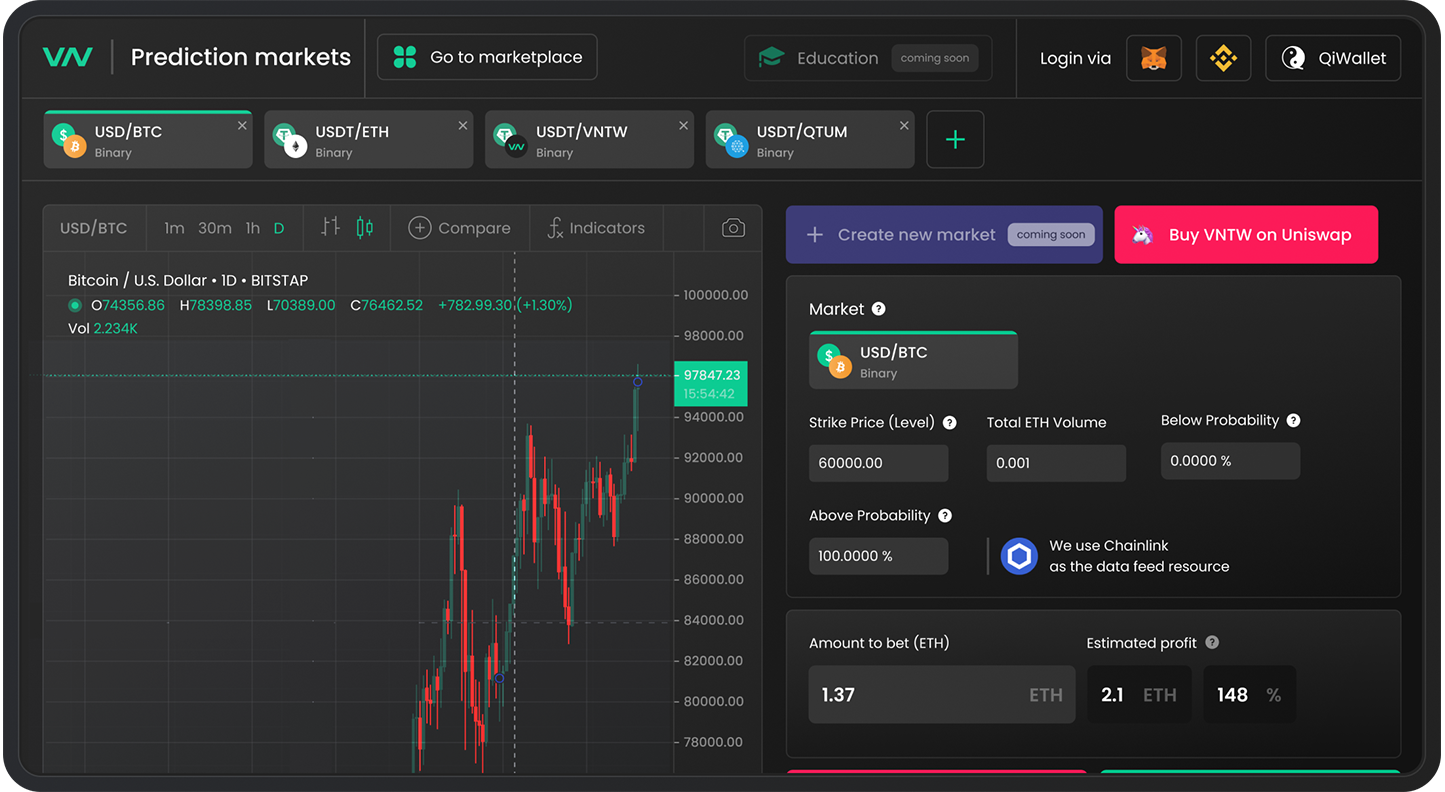 VNV
Prediction markets
Go to marketplace
Education coming soon
Login via
QiWallet
USD/BTC
Binary
USDT/ETH
Binary
USDT/VNTW
Binary
USDT/QTUM
Binary
USD/BTC 1m 30m 1h D Compare Indicators
Bitcoin / U.S. Dollar • 1D • BITSTAP
O74356.86 H78398.85 L70389.00 C76462.52 +782.99.30 (+1.30%)
Vol 2.234K
100000.00
98000.00
97847.23
15:54:42
94000.00
92000.00
90000.00
88000.00
86000.00
84000.00
82000.00
80000.00
78000.00
Create new market coming soon
Buy VNTW on Uniswap
Market ?
USD/BTC
Binary
Strike Price (Level) ?
60000.00
Total ETH Volume
0.001
Below Probability ?
0.0000 %
Above Probability ?
100.0000 %
We use Chainlink
as the data feed resource
Amount to bet (ETH)
1.37 ETH
Estimated profit ?
2.1 ETH
148 %